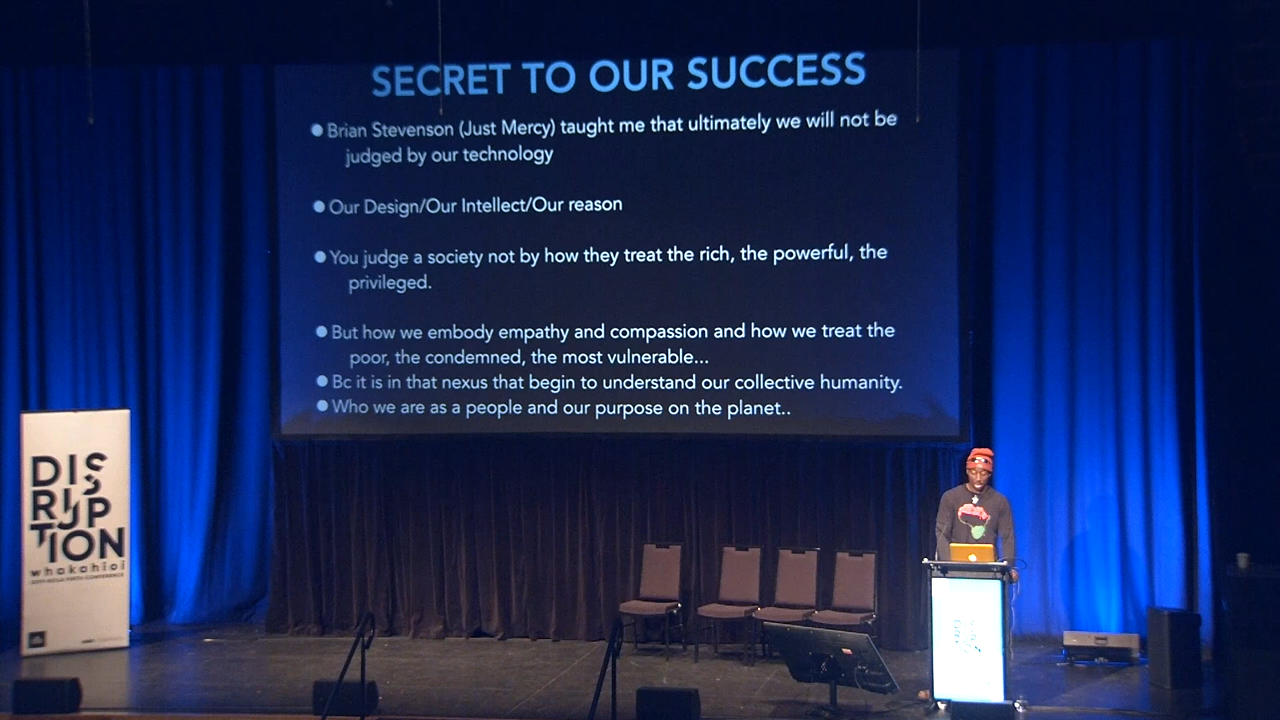 SECRET TO OUR SUCCESS
● Brian Stevenson (Just Mercy) taught me that ultimately we will not be
judged by our technology
● Our Design/Our Intellect/Our reason
● You judge a society not by how they treat the rich, the powerful, the
privileged.
● But how we embody empathy and compassion and how we treat the
poor, the condemned, the most vulnerable...
● Bc it is in that nexus that begin to understand our collective humanity.
● Who we are as a people and our purpose on the planet..
DIS
RUP
TION
whakahioi